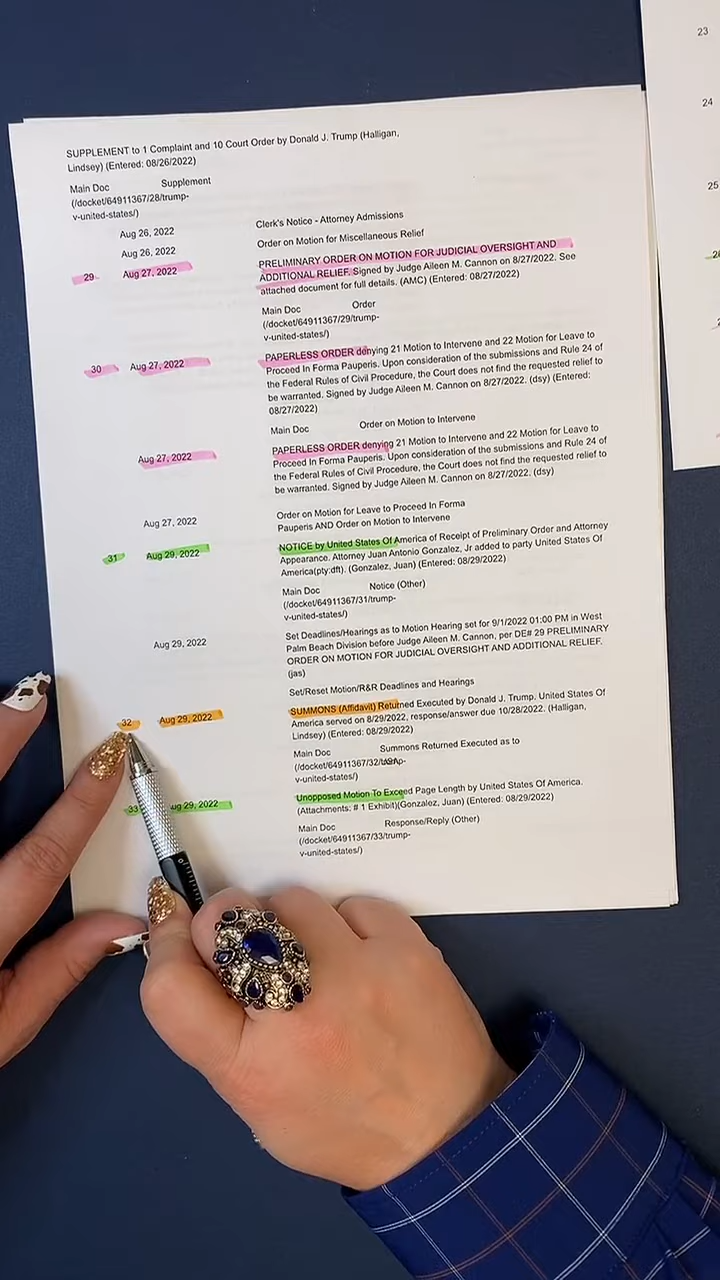 SUPPLEMENT to 1 Complaint and 10 Court Order by Donald J. Trump (Halligan,
Lindsey) (Entered: 08/26/2022)
Main Doc Supplement
(/docket/64911367/28/trump-
v-united-states/)
Aug 26, 2022 Clerk's Notice - Attorney Admissions
Aug 26, 2022 Order on Motion for Miscellaneous Relief
29 Aug 27, 2022 PRELIMINARY ORDER ON MOTION FOR JUDICIAL OVERSIGHT AND
ADDITIONAL RELIEF. Signed by Judge Aileen M. Cannon on 8/27/2022. See
attached document for full details. (AMC) (Entered: 08/27/2022)
Main Doc Order
(/docket/64911367/29/trump-
v-united-states/)
30 Aug 27, 2022 PAPERLESS ORDER denying 21 Motion to Intervene and 22 Motion for Leave to
Proceed In Forma Pauperis. Upon consideration of the submissions and Rule 24 of
the Federal Rules of Civil Procedure, the Court does not find the requested relief to
be warranted. Signed by Judge Aileen M. Cannon on 8/27/2022. (dsy) (Entered:
08/27/2022)
Main Doc Order on Motion to Intervene
Aug 27, 2022 PAPERLESS ORDER denying 21 Motion to Intervene and 22 Motion for Leave to
Proceed In Forma Pauperis. Upon consideration of the submissions and Rule 24 of
the Federal Rules of Civil Procedure, the Court does not find the requested relief to
be warranted. Signed by Judge Aileen M. Cannon on 8/27/2022. (dsy)
Aug 27, 2022 Order on Motion for Leave to Proceed In Forma
Pauperis AND Order on Motion to Intervene
31 Aug 29, 2022 NOTICE by United States Of America of Receipt of Preliminary Order and Attorney
Appearance. Attorney Juan Antonio Gonzalez, Jr added to party United States Of
America(pty:dft). (Gonzalez, Juan) (Entered: 08/29/2022)
Main Doc Notice (Other)
(/docket/64911367/31/trump-
v-united-states/)
Aug 29, 2022 Set Deadlines/Hearings as to Motion Hearing set for 9/1/2022 01:00 PM in West
Palm Beach Division before Judge Aileen M. Cannon, per DE# 29 PRELIMINARY
ORDER ON MOTION FOR JUDICIAL OVERSIGHT AND ADDITIONAL RELIEF.
(jas)
Set/Reset Motion/R&R Deadlines and Hearings
32 Aug 29, 2022 SUMMONS (Affidavit) Returned Executed by Donald J. Trump. United States Of
America served on 8/29/2022, response/answer due 10/28/2022. (Halligan,
Lindsey) (Entered: 08/29/2022)
Main Doc Summons Returned Executed as to
v-united-states/)
33 Aug 29, 2022 Unopposed Motion To Exceed Page Length by United States Of America.
(Attachments: # 1 Exhibit)(Gonzalez, Juan) (Entered: 08/29/2022)
Main Doc Response/Reply (Other)
(/docket/64911367/33/trump-
v-united-states/)
23
24
25